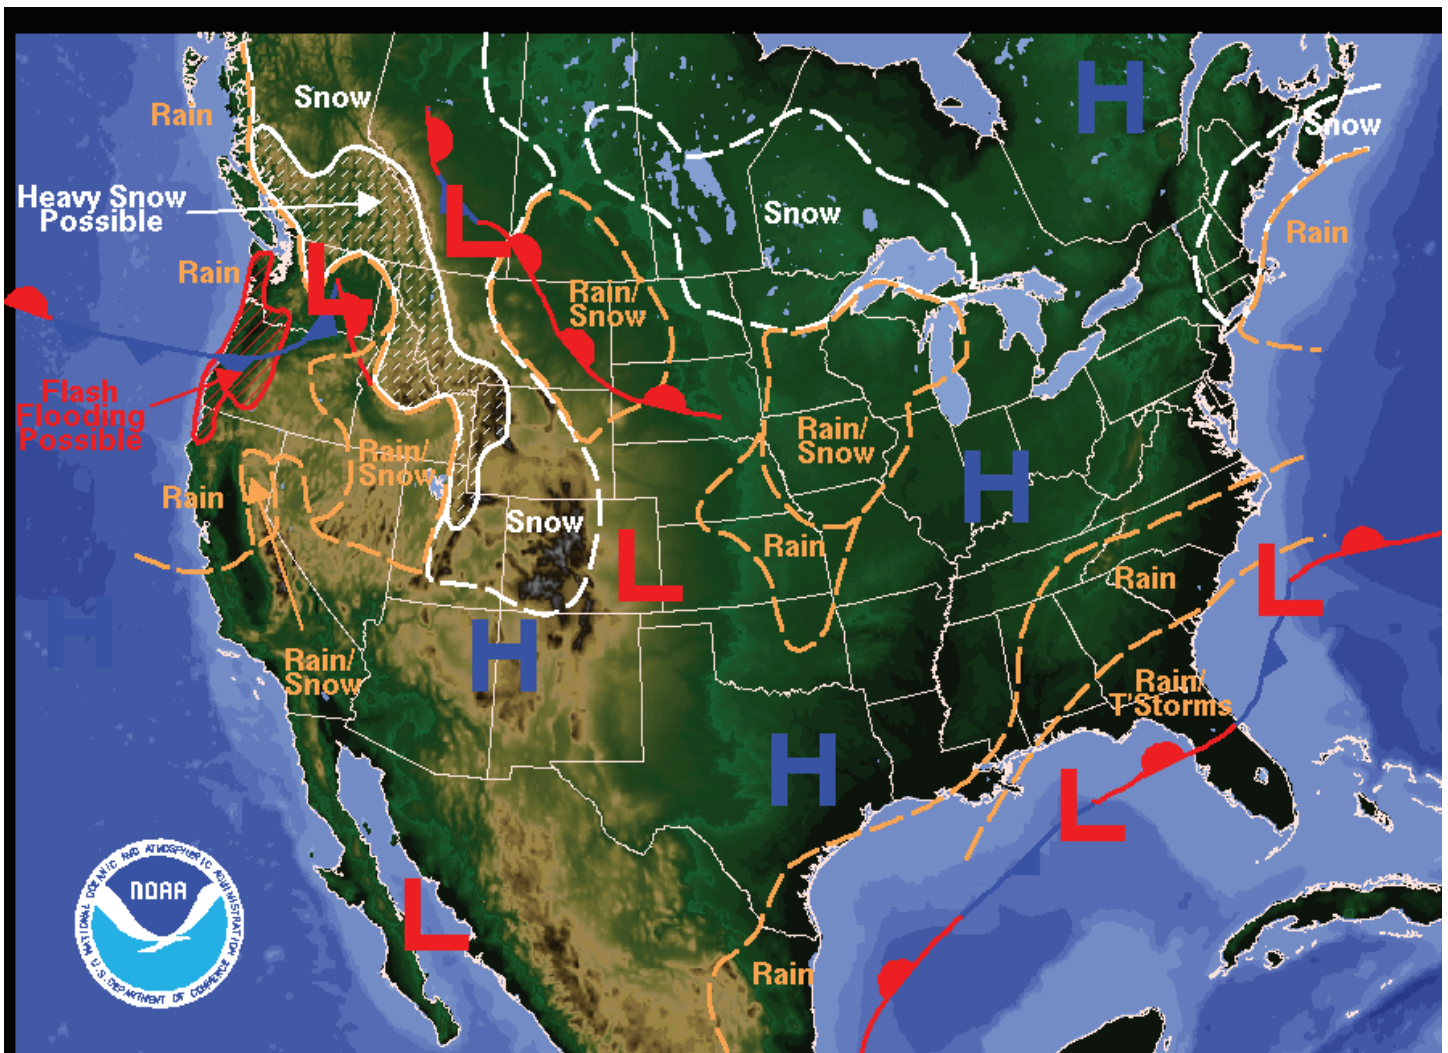 H
Snow
Rain
Snow
Heavy Snow
Possible
L
Snow
Rain
Rain
L
Rain/
Snow
Flash
Flooding
Possible
Rain/
Snow
Rain/
Snow
H
Rain
Snow
Rain
L
L
Rain
H
H
Rain/
Snow
Rain/
T'Storms
H
L
NATIONAL OCEANIC AND ATMOSPHERIC ADMINISTRATION
NOAA
U.S. DEPARTMENT OF COMMERCE
L
Rain